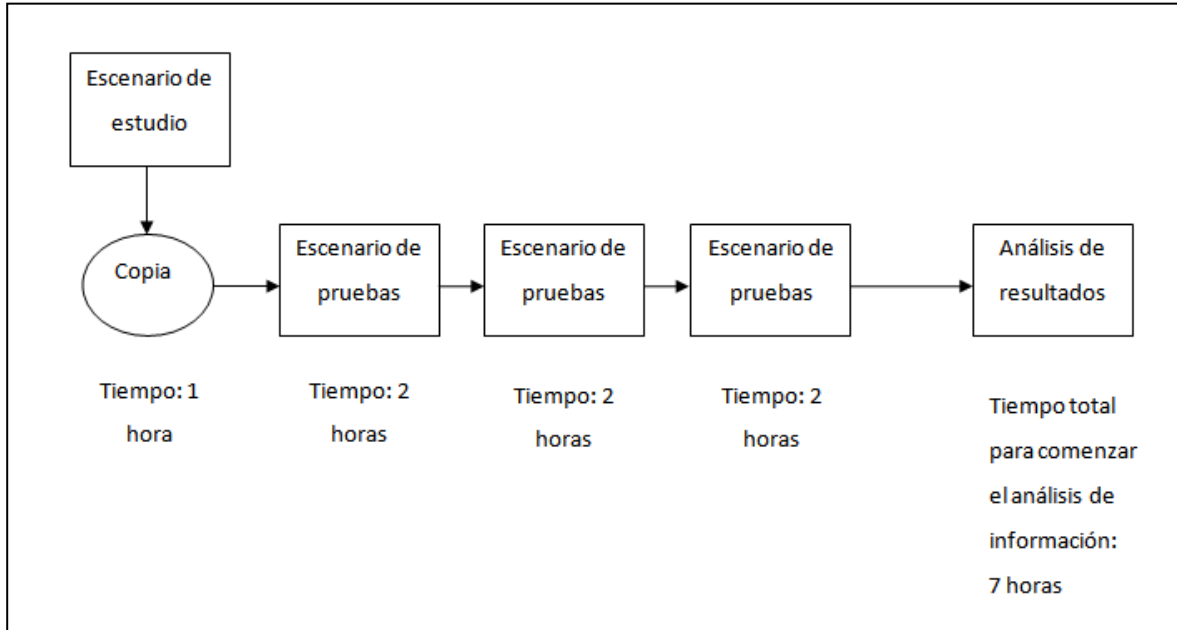 Escenario de
estudio
Copia
Escenario de
pruebas
Escenario de
pruebas
Escenario de
pruebas
Análisis de
resultados
Tiempo: 1
hora
Tiempo: 2
horas
Tiempo: 2
horas
Tiempo: 2
horas
Tiempo total
para comenzar
el análisis de
información:
7 horas